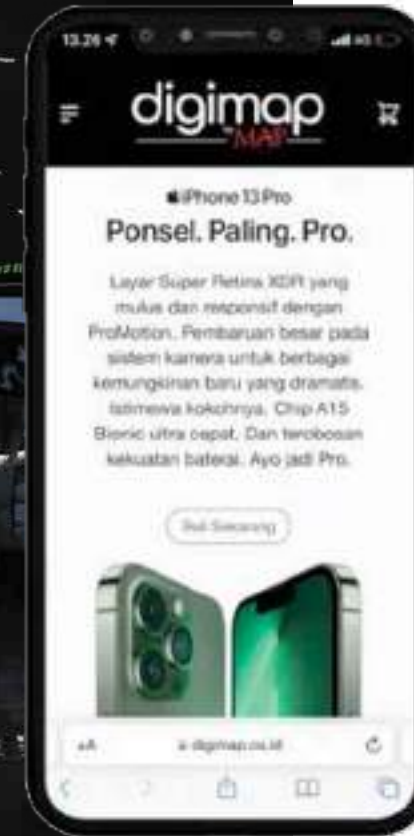 13.26
4G
digimap
by MAP
iPhone 13 Pro
Ponsel. Paling. Pro.
Layar Super Retina XDR yang
mulus dan responsif dengan
ProMotion. Pembaruan besar pada
sistem kamera untuk berbagai
kemungkinan baru yang dramatis.
Istimewa kokohnya. Chip A15
Bionic ultra cepat. Dan terobosan
kekuatan baterai. Ayo jadi Pro.
Beli Sekarang
AA
digimap.co.id